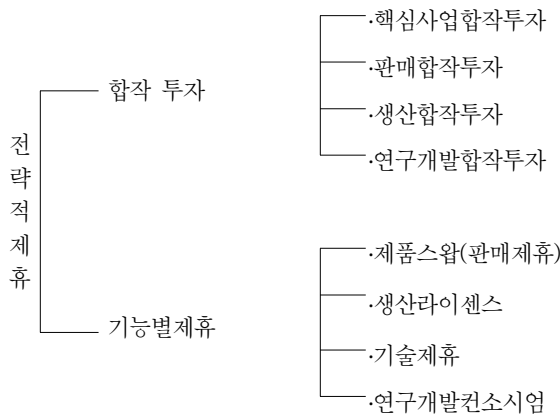 전략적제휴
합작 투자
·핵심사업합작투자
·판매합작투자
·생산합작투자
·연구개발합작투자
기능별제휴
·제품스왑(판매제휴)
·생산라이센스
·기술제휴
·연구개발컨소시엄